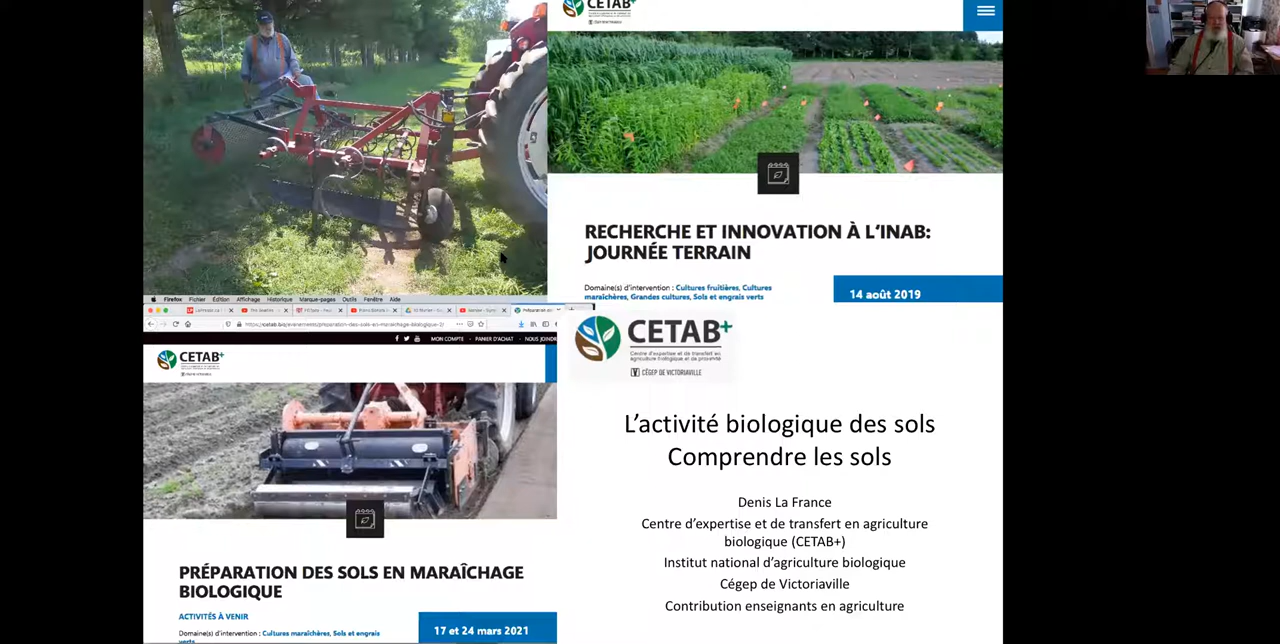 CETAB+
RECHERCHE ET INNOVATION À L'INAB:
JOURNÉE TERRAIN
Domaine(s) d'intervention : Cultures fruitières, Cultures
maraîchères, Grandes cultures, Sols et engrais verts
14 août 2019
Firefox Fichier Édition Affichage Historique Marque-pages Outils Fenêtre Aide
MON COMPTE - PANIER D'ACHAT - NOUS JOINDRE
CETAB+
CETAB+
Centre d'expertise et de transfert en
agriculture biologique et de proximité
CÉGEP DE VICTORIAVILLE
L'activité biologique des sols
Comprendre les sols
Denis La France
Centre d'expertise et de transfert en agriculture
biologique (CETAB+)
Institut national d'agriculture biologique
Cégep de Victoriaville
Contribution enseignants en agriculture
PRÉPARATION DES SOLS EN MARAÎCHAGE
BIOLOGIQUE
ACTIVITÉS À VENIR
Domaine(s) d'intervention : Cultures maraîchères, Sols et engrais
verts
17 et 24 mars 2021